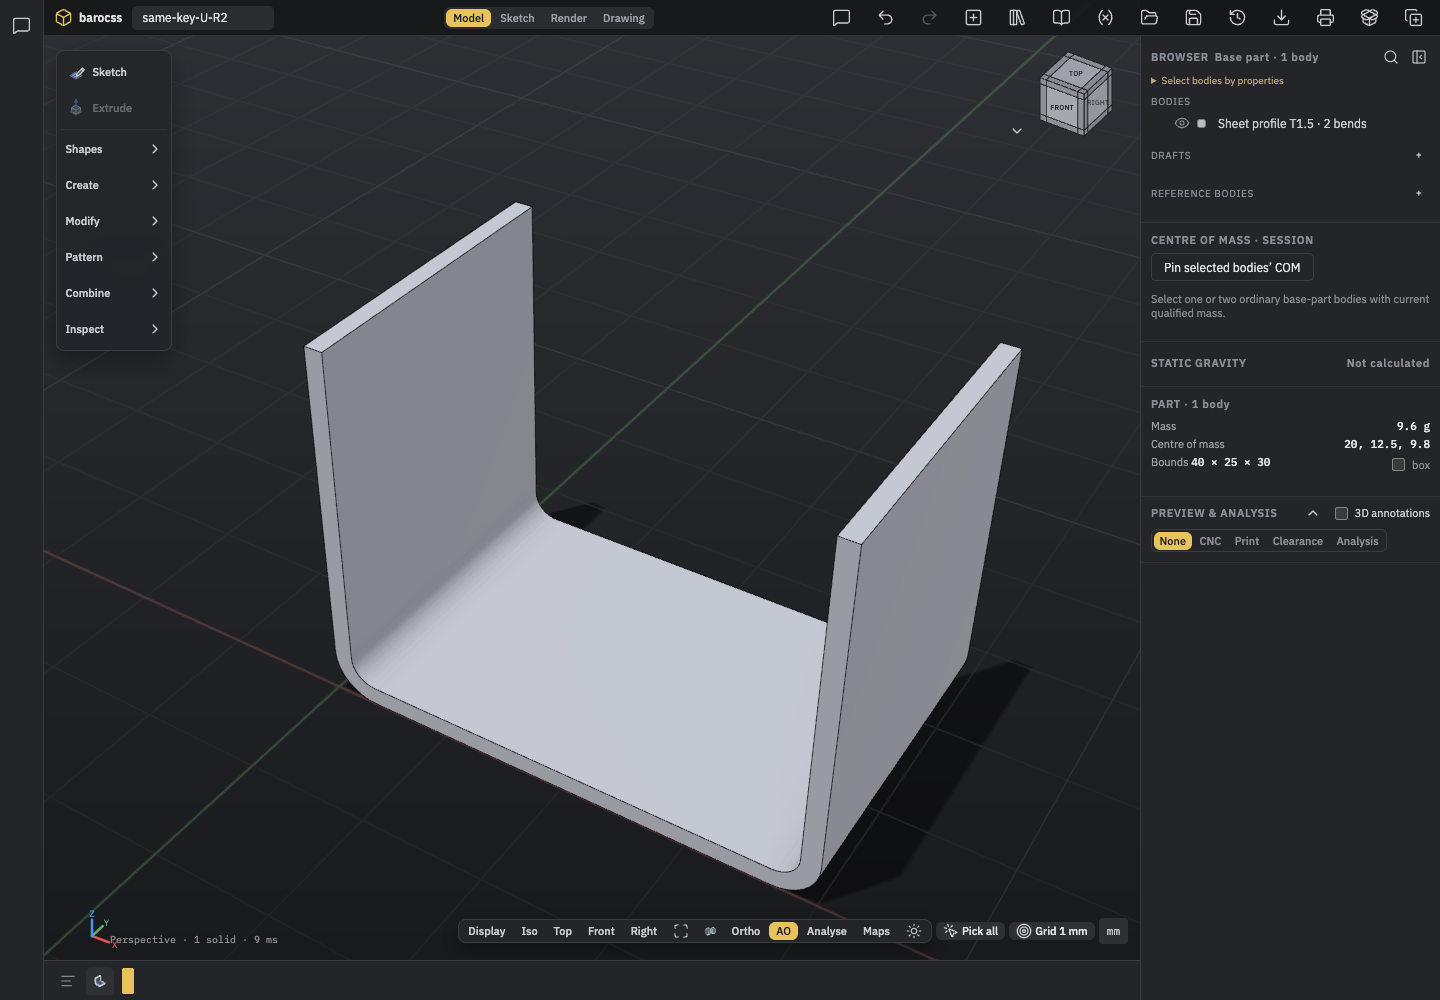 barocss
same-key-U-R2
Model
Sketch
Render
Drawing
Sketch
Extrude
Shapes
Create
Modify
Pattern
Combine
Inspect
TOP
FRONT
RIGHT
BROWSER Base part · 1 body
Select bodies by properties
BODIES
Sheet profile T1.5 · 2 bends
DRAFTS
REFERENCE BODIES
CENTRE OF MASS · SESSION
Pin selected bodies’ COM
Select one or two ordinary base-part bodies with current
qualified mass.
STATIC GRAVITY Not calculated
PART · 1 body
Mass 9.6 g
Centre of mass 20, 12.5, 9.8
Bounds 40 × 25 × 30 box
PREVIEW & ANALYSIS 3D annotations
None CNC Print Clearance Analysis
Z
Y
X
Perspective · 1 solid · 9 ms
Display Iso Top Front Right Ortho AO Analyse Maps Pick all Grid 1 mm mm